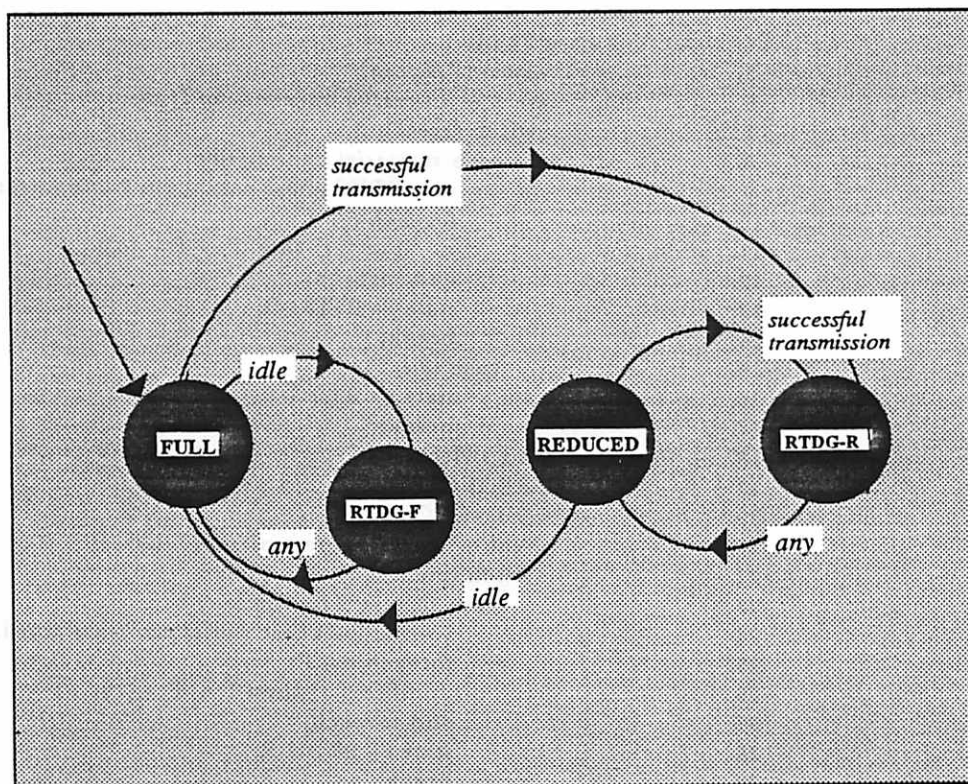 successful
transmission
successful
transmission
idle
FULL
REDUCED
RTDG-R
RTDG-F
any
any
idle